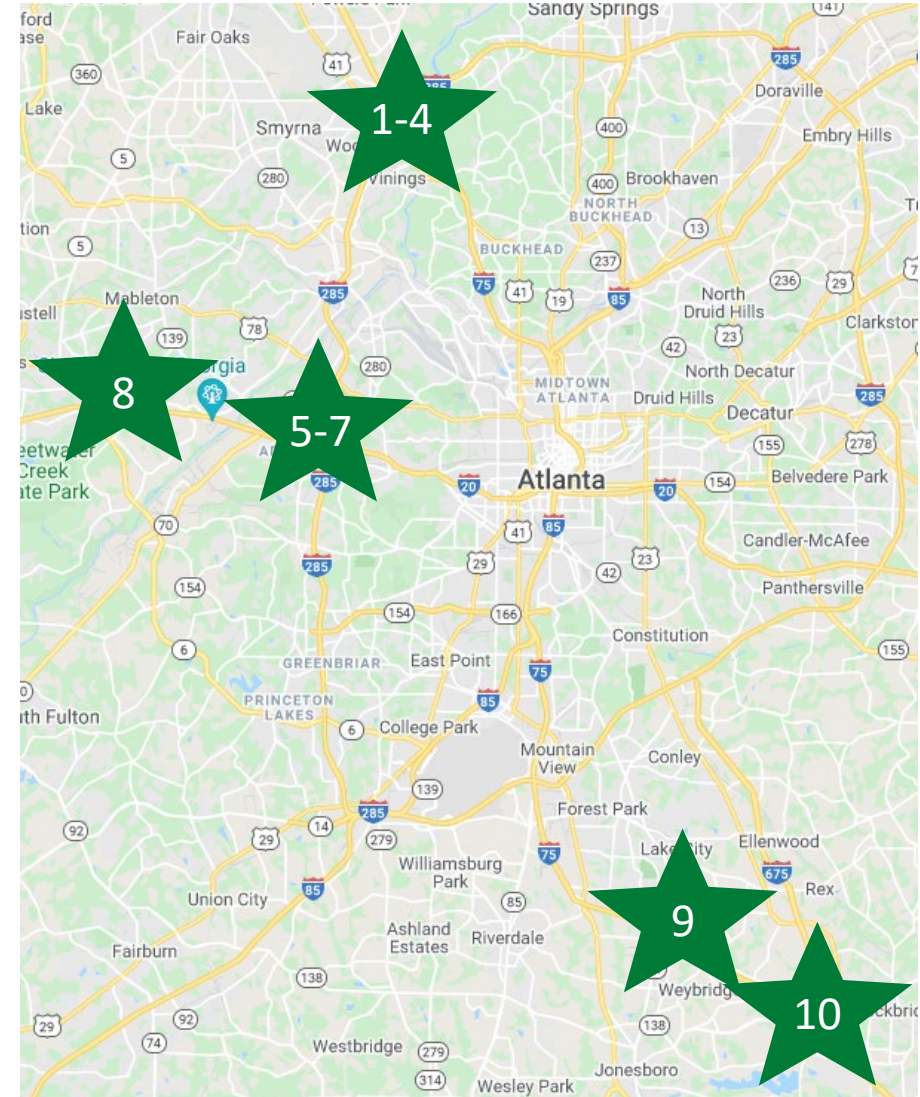 Sandy Springs
141
ford
Fair Oaks
41
285
285
360
Doraville
Lake
1-4
Smyrna
400
Embry Hills
5
280
Vinings
400
Brookhaven
NORTH
BUCKHEAD
13
5
BUCKHEAD
237
285
75
41
19
85
236
29
North
Druid Hills
Mableton
139
78
23
Clarkston
42
280
North Decatur
8
5-7
MIDTOWN
ATLANTA
Druid Hills
285
Decatur
155
278
Creek
ate Park
285
20
Atlanta
20
154
Belvedere Park
70
41
85
29
42
23
Candler-McAfee
285
154
Panthersville
154
166
Constitution
6
155
GREENBRIAR
East Point
75
PRINCETON
LAKES
85
uth Fulton
6
College Park
Mountain
View
Conley
139
285
Forest Park
92
29
14
279
75
Lake City
Ellenwood
Williamsburg
Park
675
Rex
85
Union City
85
9
Ashland
Estates
Riverdale
Fairburn
138
Weybridge
10
29
92
74
138
Westbridge
279
314
Jonesboro
Wesley Park